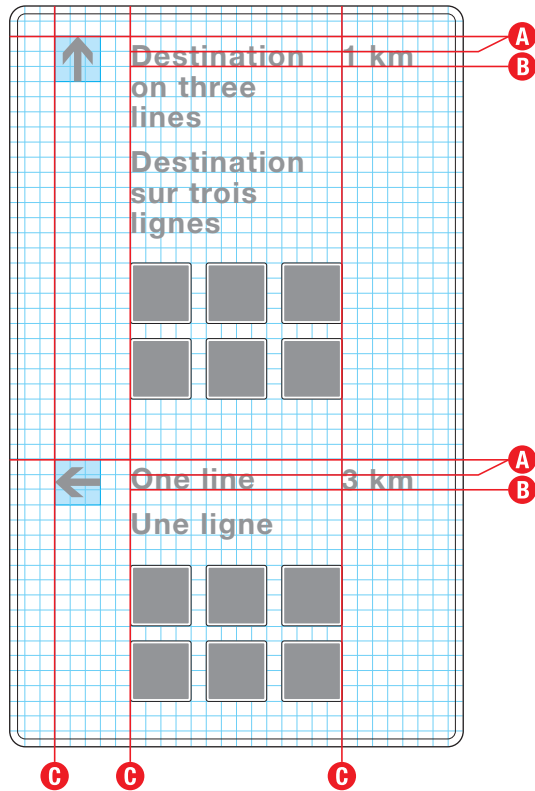 A
Destination 1 km
B
on three
lines
Destination
sur trois
lignes
A
One line 3 km
B
Une ligne
C C C